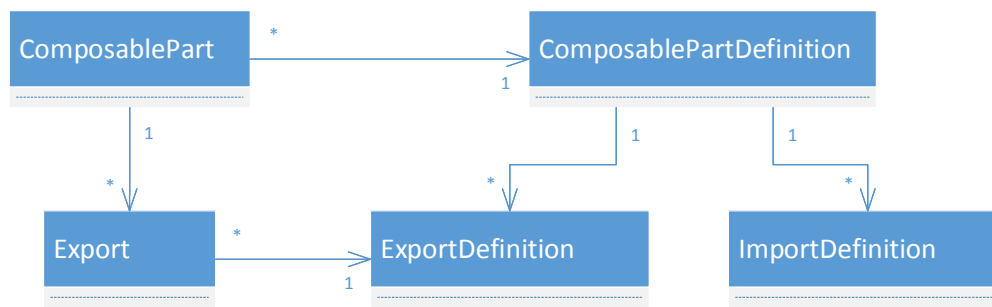 *
ComposablePart
ComposablePartDefinition
1
1
1
1
*
*
*
*
Export
ExportDefinition
ImportDefinition
1